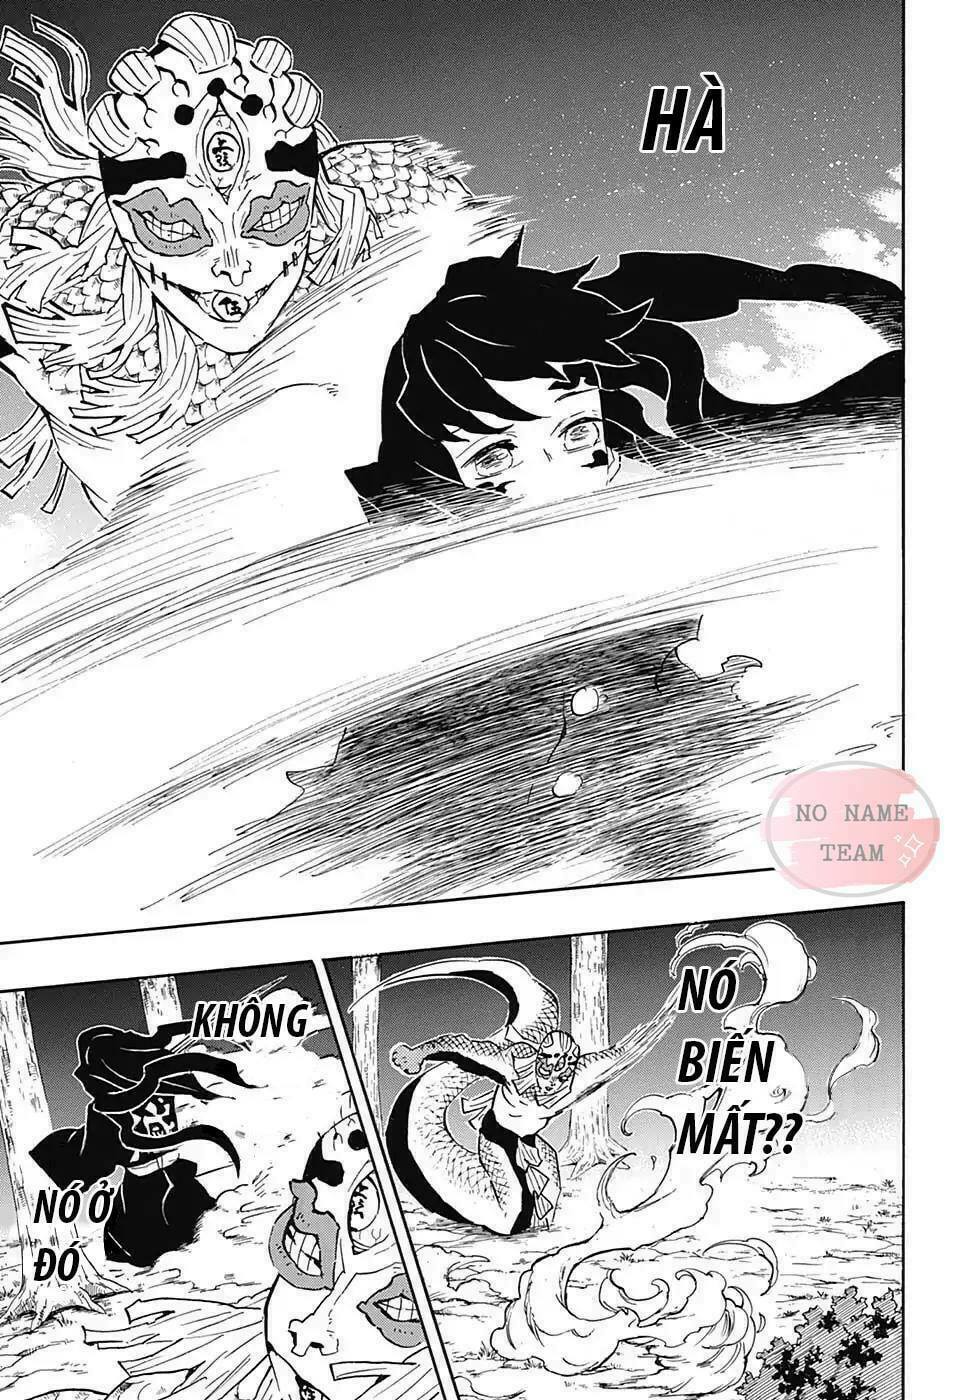 HÀ
NO NAME
TEAM
NÓ
BIẾN
MẤT??
KHÔNG
NÓ Ở
ĐÓ